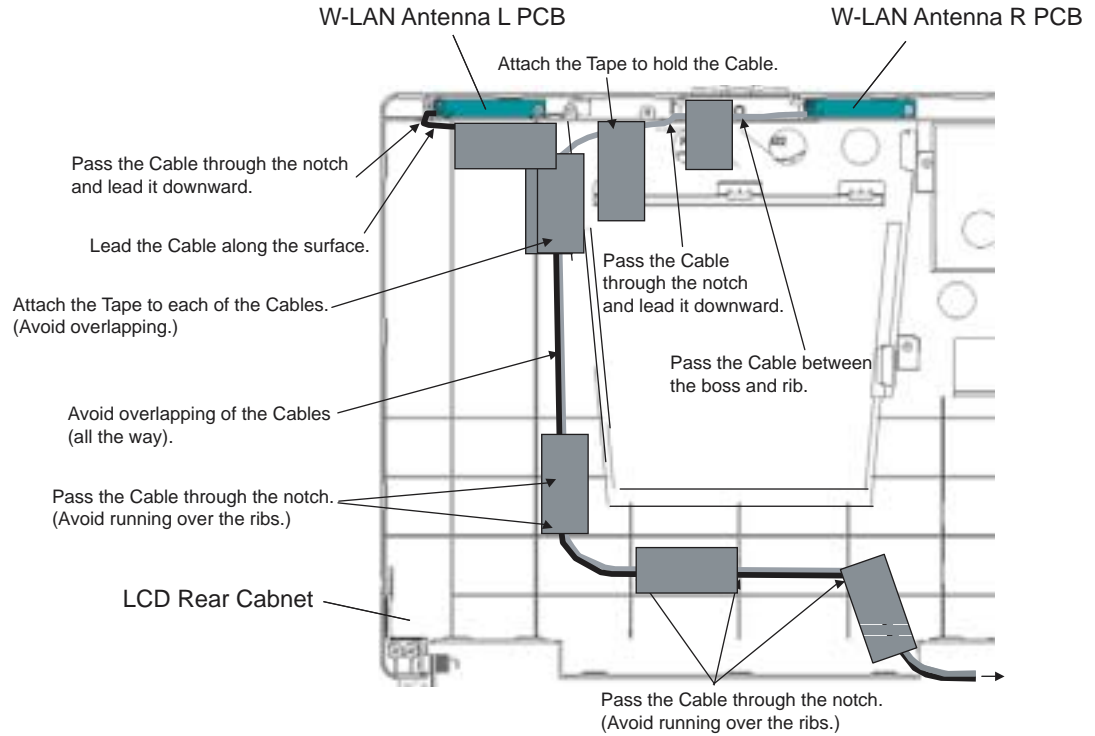 W-LAN Antenna L PCB
W-LAN Antenna R PCB
Attach the Tape to hold the Cable.
Pass the Cable through the notch
and lead it downward.
Lead the Cable along the surface.
Pass the Cable
through the notch
and lead it downward.
Attach the Tape to each of the Cables.
(Avoid overlapping.)
Pass the Cable between
the boss and rib.
Avoid overlapping of the Cables
(all the way).
Pass the Cable through the notch.
(Avoid running over the ribs.)
LCD Rear Cabnet
Pass the Cable through the notch.
(Avoid running over the ribs.)